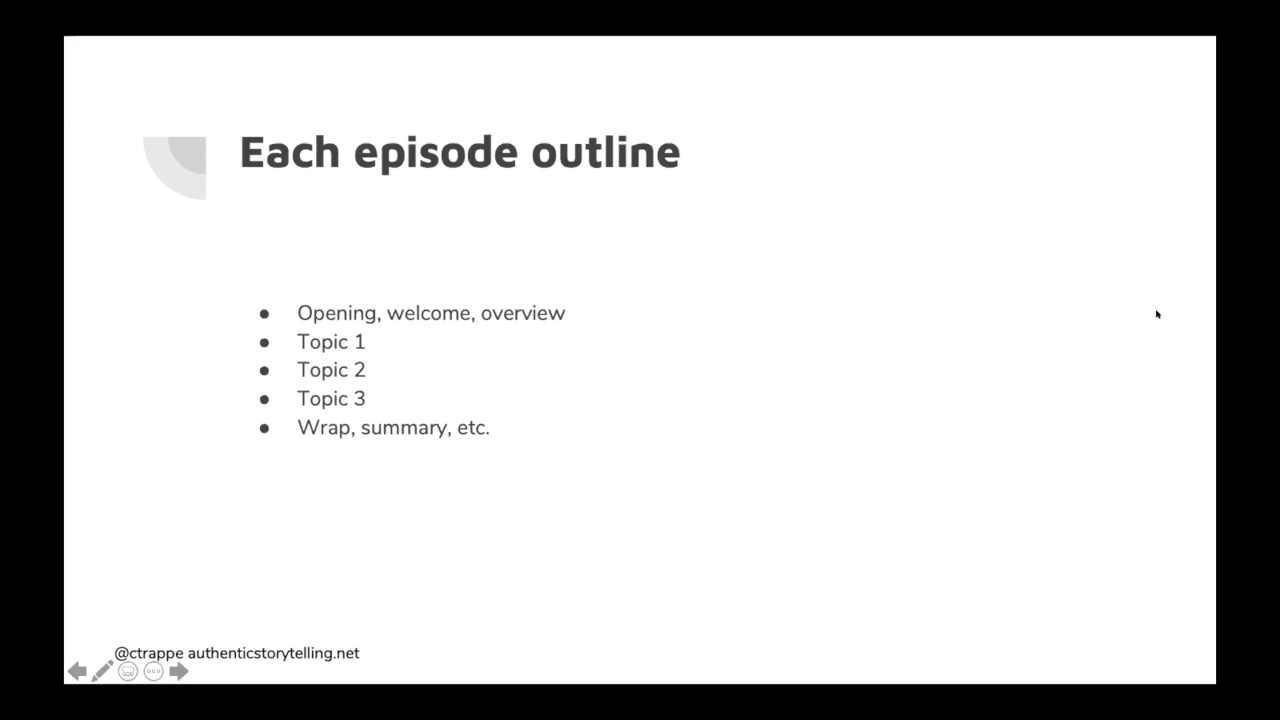 Each episode outline
● Opening, welcome, overview
● Topic 1
● Topic 2
● Topic 3
● Wrap, summary, etc.
@ctrappe authenticstorytelling.net